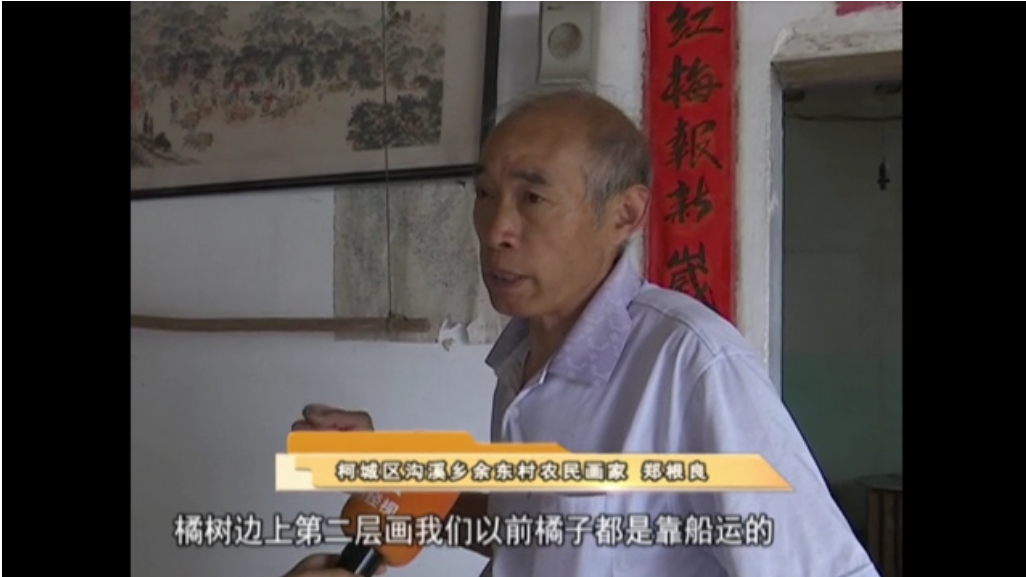 红梅报新岁
柯城区沟溪乡余东村农民画家 郑根良
橘树边上第二层画我们以前橘子都是靠船运的